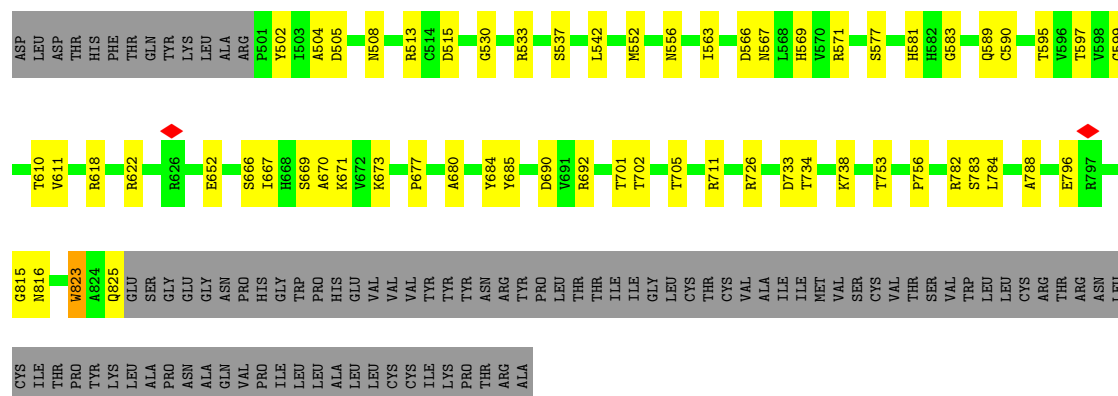 ASP LEU ASP THR HIS PHE THR GLN TYR LYS LEU ALA ARG P501 Y502 I503 A504 D505 N508 R513 C514 D515 G530 R533 S537 L542 M552 N556 I563 D566 N567 L568 H569 V570 R571 S577 H581 H582 G583 Q589 C590 T595 V596 T597 V598 G599
T610 V611 R618 R622 R626 E652 S666 I667 H668 S669 A670 K671 V672 K673 P677 A680 Y684 Y685 D690 V691 R692 T701 T702 T705 R711 R726 D733 T734 K738 T753 P756 R782 S783 L784 A788 E796 R797
G815 N816 W823 A824 Q825 GLU SER GLY GLU GLY ASN PRO HIS GLY TRP PRO HIS GLU VAL VAL VAL TYR TYR TYR ASN ARG TYR PRO LEU THR THR ILE ILE GLY LEU CYS THR CYS VAL ALA ILE ILE MET VAL SER CYS VAL THR SER VAL TRP LEU LEU CYS ARG THR ARG ASN LEU
CYS ILE THR PRO TYR LYS LEU ALA PRO ASN ALA GLN VAL PRO ILE LEU LEU ALA LEU LEU CYS CYS ILE LYS PRO THR ARG ALA